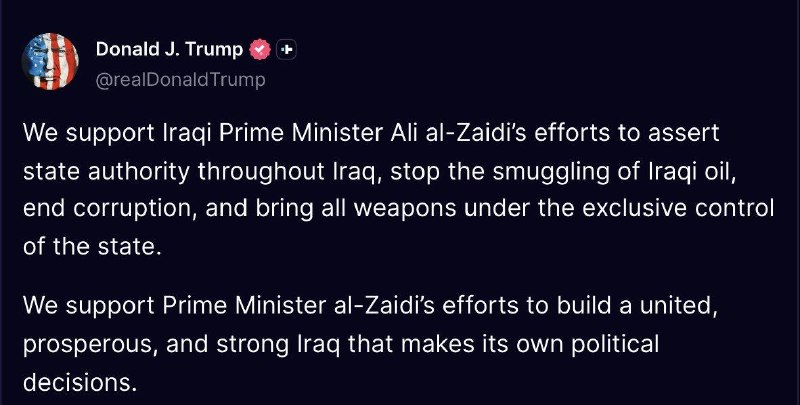 Donald J. Trump
@realDonaldTrump
We support Iraqi Prime Minister Ali al-Zaidi’s efforts to assert
state authority throughout Iraq, stop the smuggling of Iraqi oil,
end corruption, and bring all weapons under the exclusive control
of the state.
We support Prime Minister al-Zaidi’s efforts to build a united,
prosperous, and strong Iraq that makes its own political
decisions.